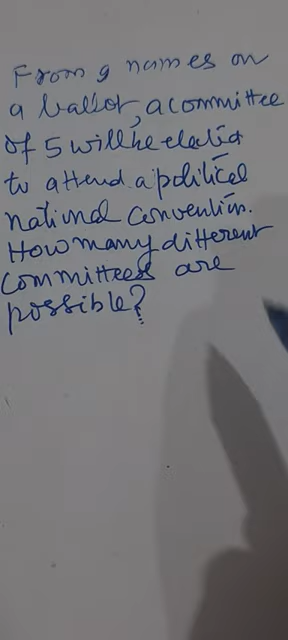 From 9 names on
a ballot, a committee
of 5 will be elected
to attend a political
national convention.
How many different
committees are
possible?